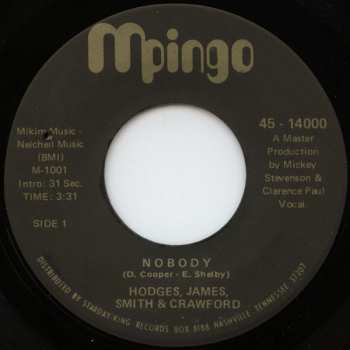 Mpingo
45 - 14000
Mikim Music -
Neicheil Music
(BMI)
M-1001
Intro: 31 Sec.
TIME: 3:31
SIDE 1
A Master
Production
by Mickey
Stevenson &
Clarence Paul
Vocal
NOBODY
(D. Cooper - E. Shelby)
HODGES, JAMES,
SMITH & CRAWFORD
DISTRIBUTED BY STARDAY-KING RECORDS BOX 8188 NASHVILLE, TENNESSEE 37207